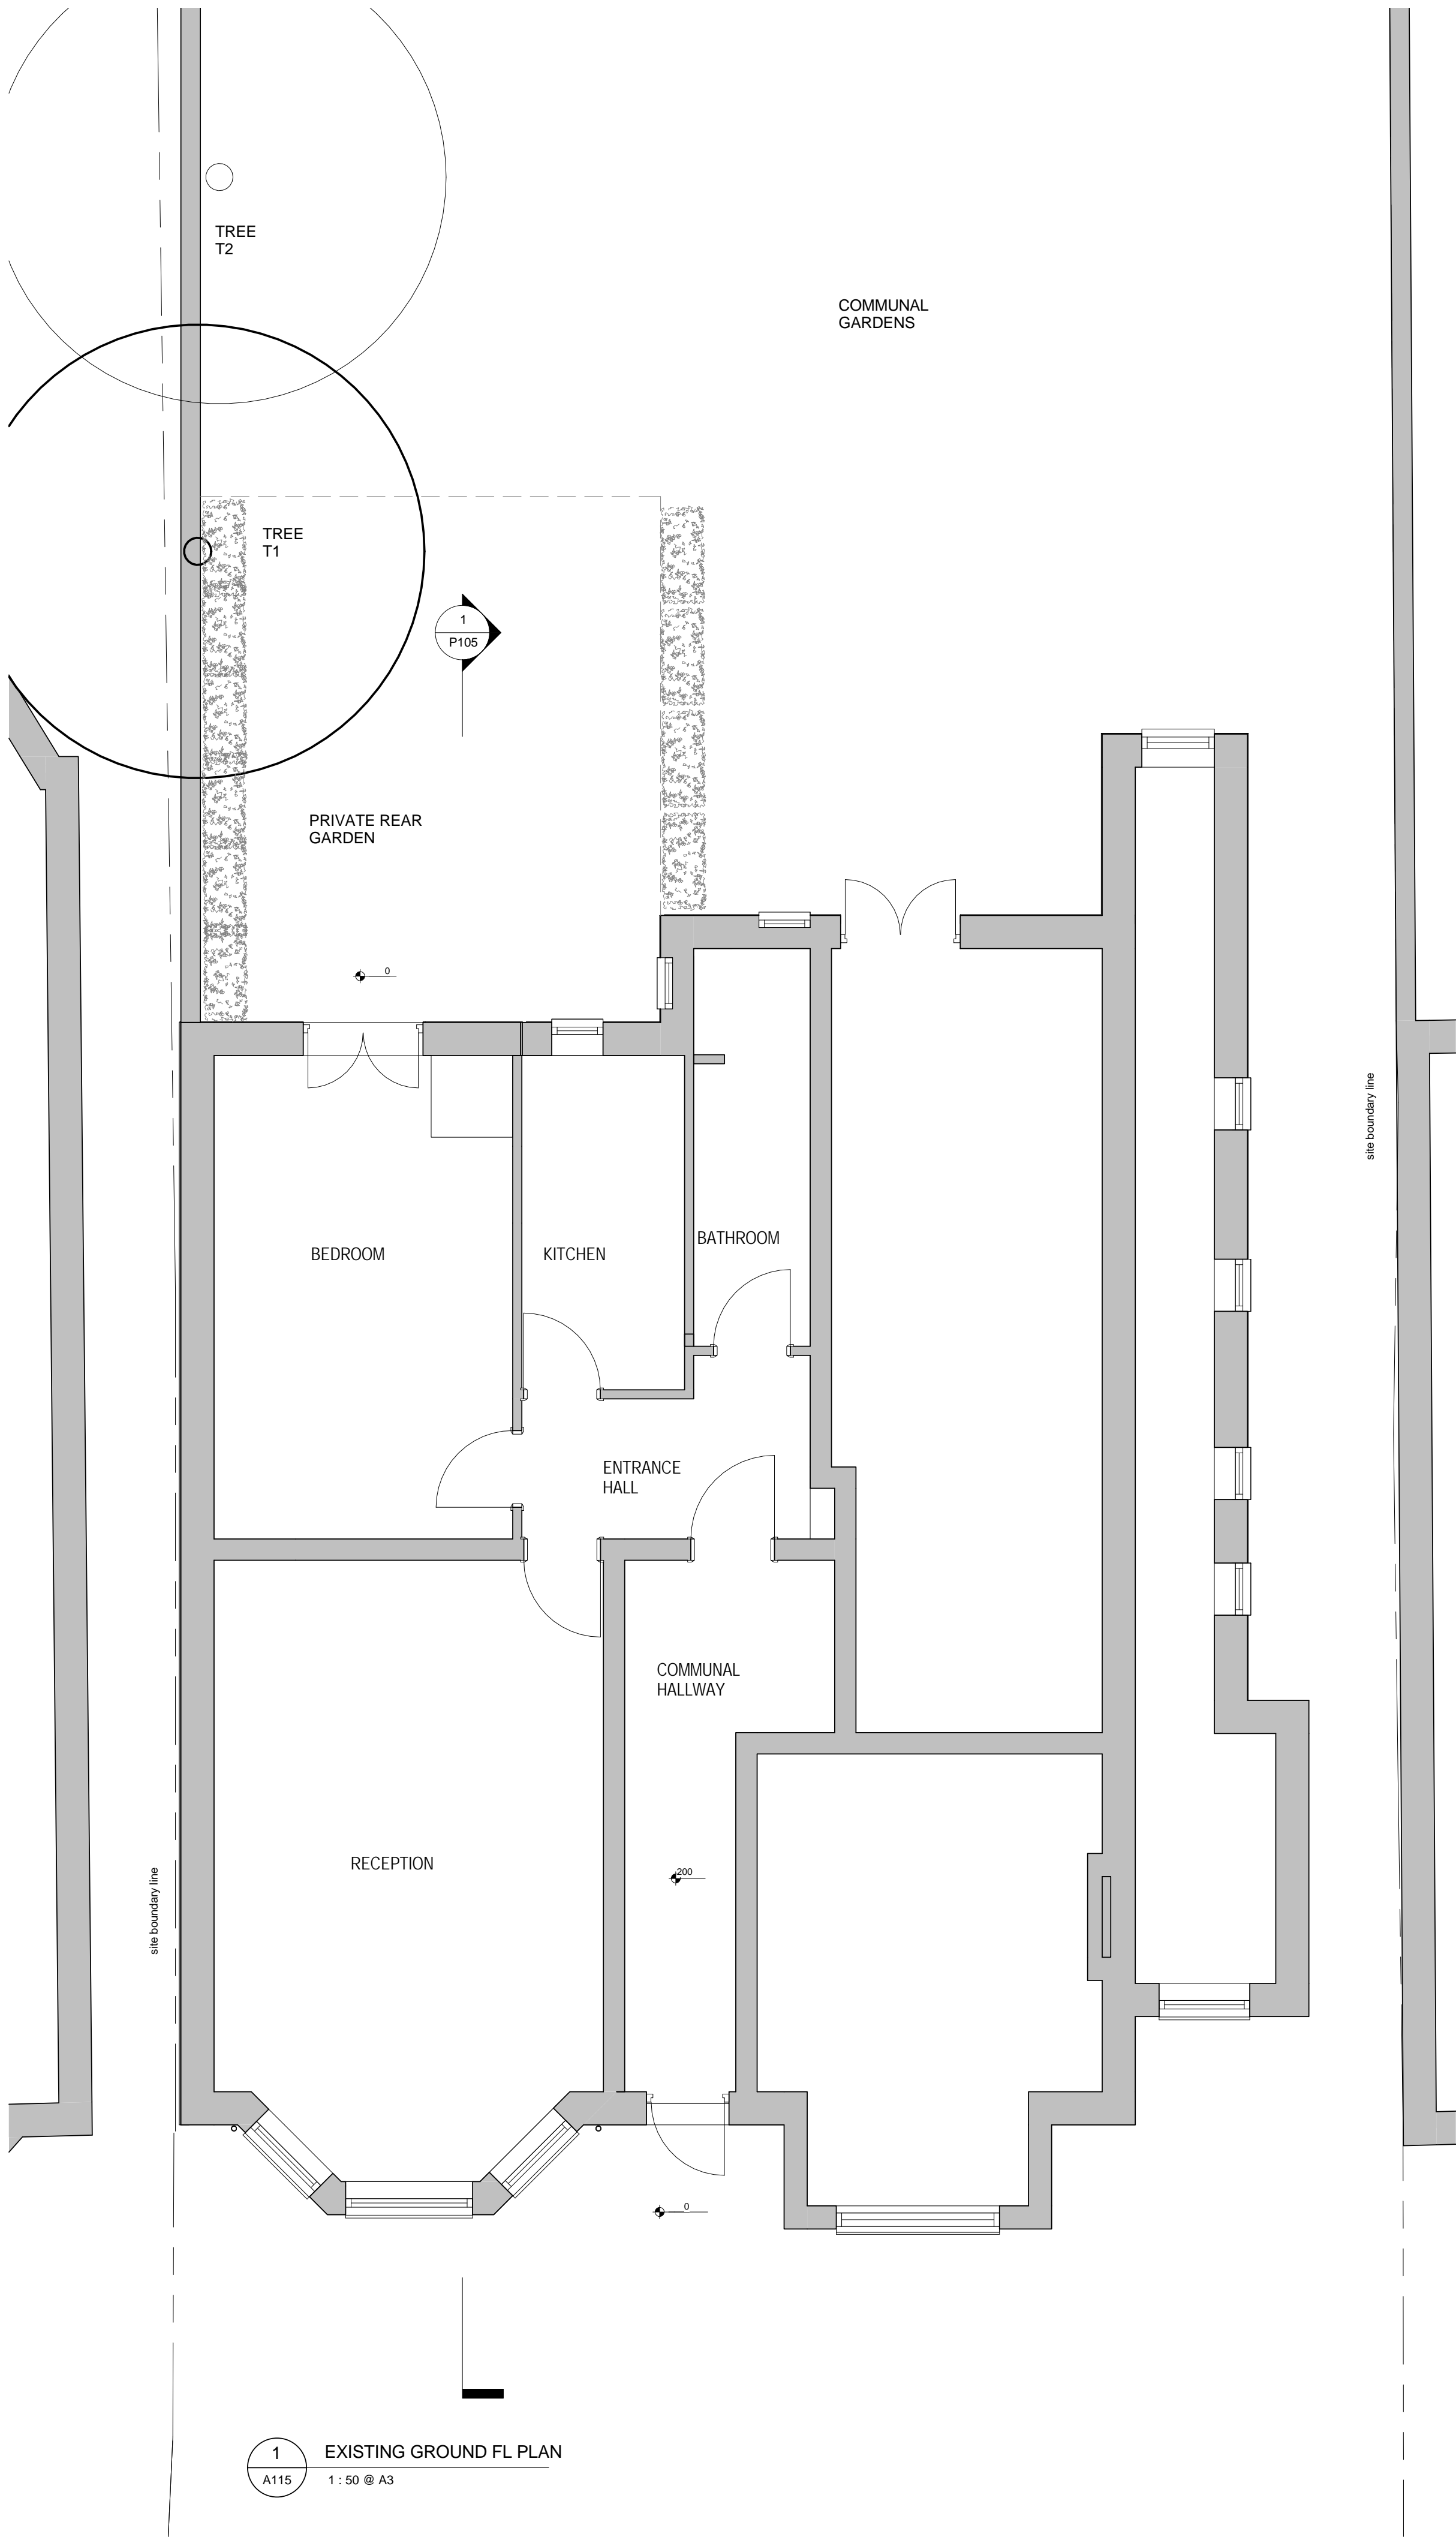 TREE
T2
COMMUNAL
GARDENS
TREE
T1
1
P105
PRIVATE REAR
GARDEN
0
site boundary line
BATHROOM
BEDROOM
KITCHEN
ENTRANCE
HALL
COMMUNAL
HALLWAY
RECEPTION
200
site boundary line
0
1
EXISTING GROUND FL PLAN
A115
1 : 50 @ A3